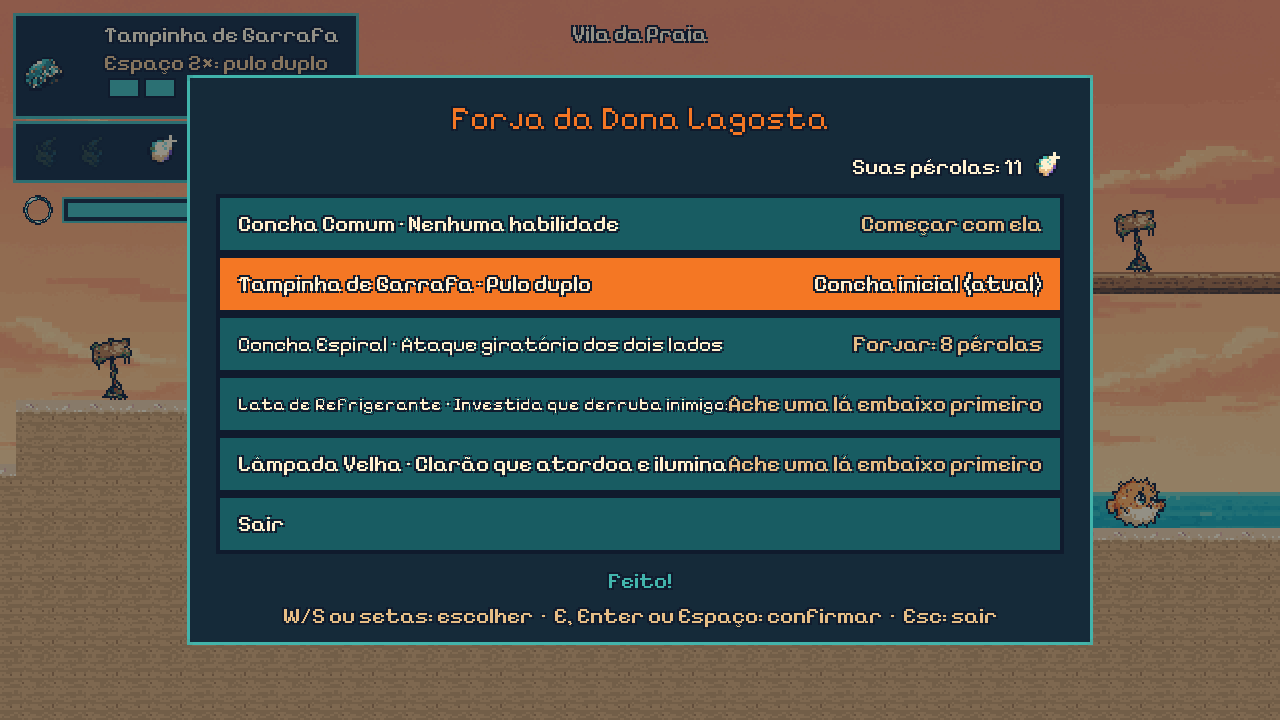 Tampinha de Garrafa
Vila da Praia
Espaço 2×: pulo duplo
Forja da Dona Lagosta
Suas pérolas: 11
Concha Comum · Nenhuma habilidade Começar com ela
Tampinha de Garrafa · Pulo duplo Concha inicial (atual)
Concha Espiral · Ataque giratório dos dois lados Forjar: 8 pérolas
Lata de Refrigerante · Investida que derruba inimigo Ache uma lá embaixo primeiro
Lâmpada Velha · Clarão que atordoa e ilumina Ache uma lá embaixo primeiro
Sair
Feito!
W/S ou setas: escolher · E, Enter ou Espaço: confirmar · Esc: sair